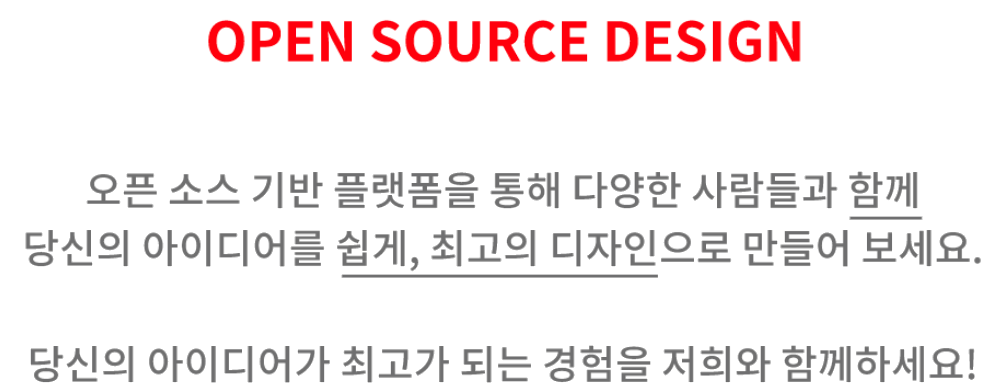 OPEN SOURCE DESIGN
오픈 소스 기반 플랫폼을 통해 다양한 사람들과 함께
당신의 아이디어를 쉽게, 최고의 디자인으로 만들어 보세요.
당신의 아이디어가 최고가 되는 경험을 저희와 함께하세요!